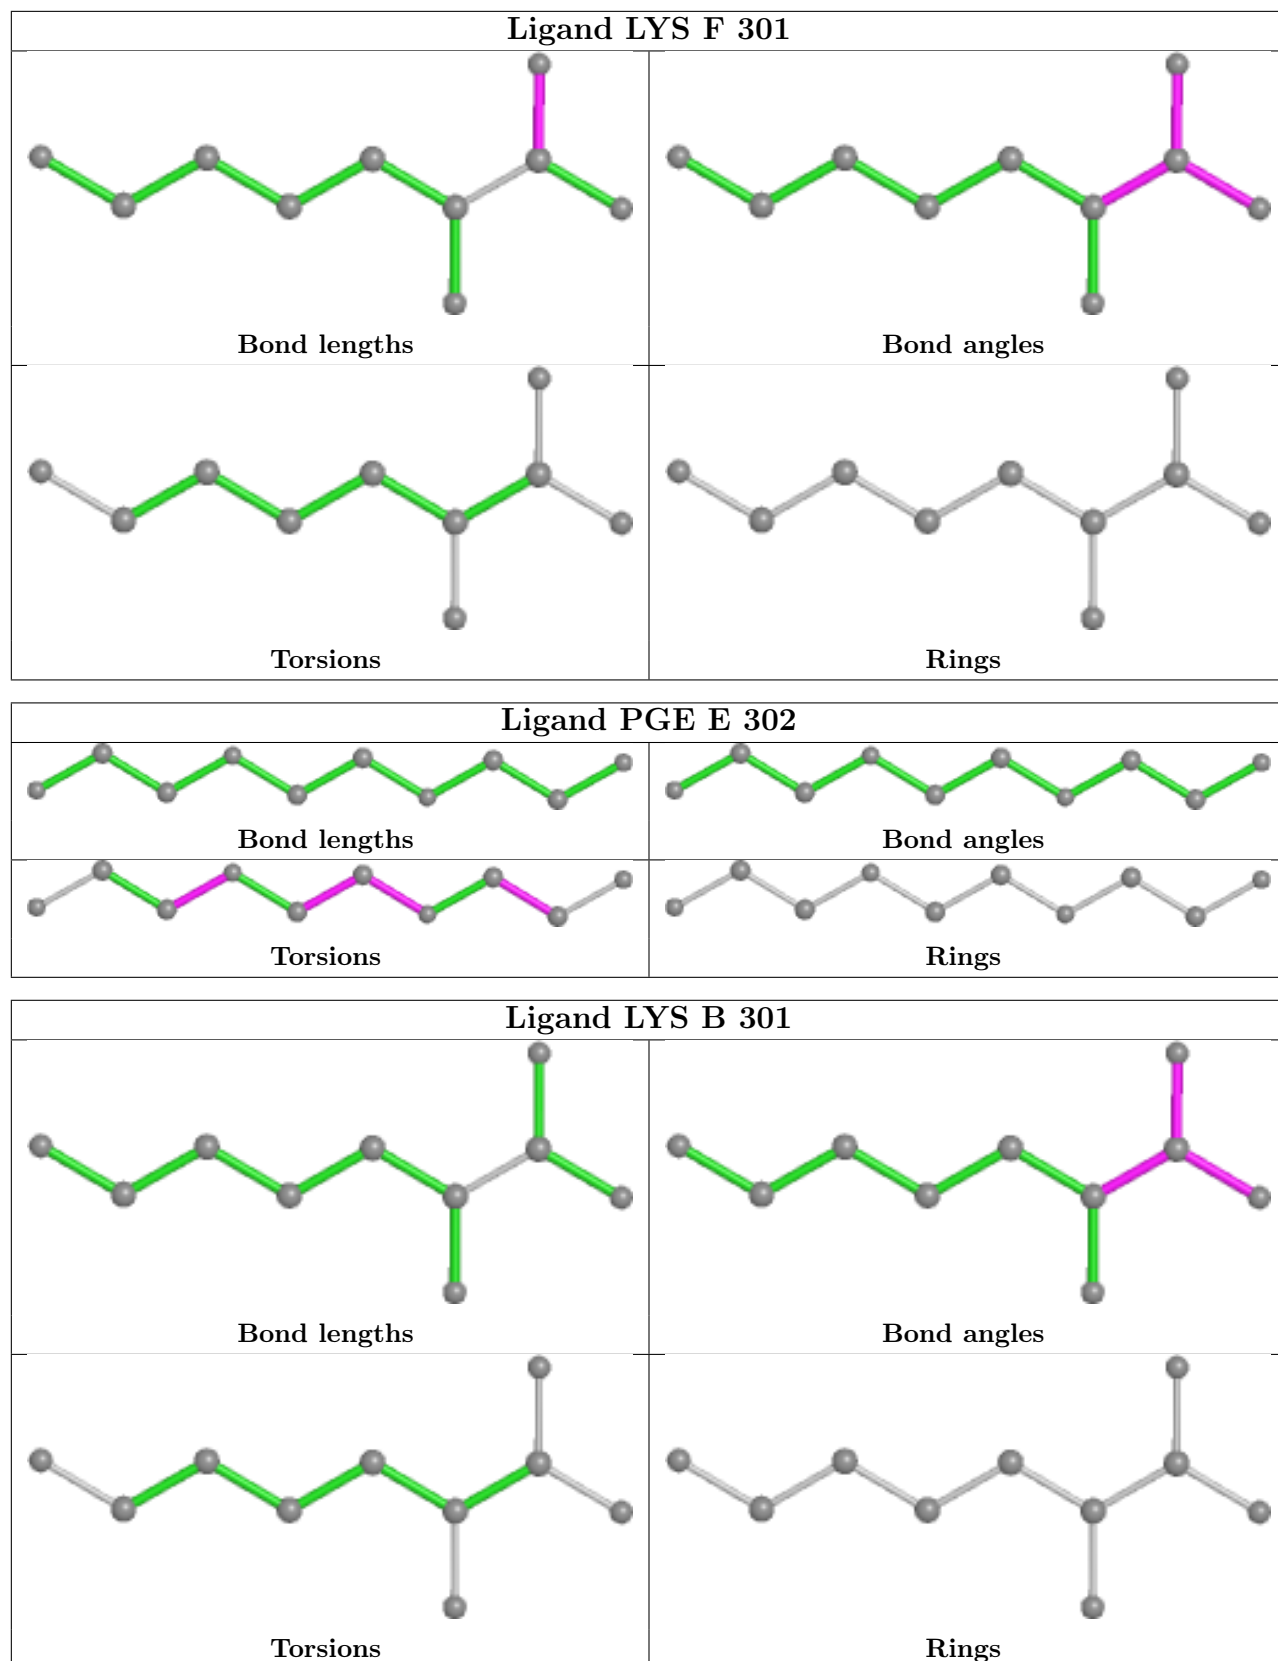 Ligand LYS F 301
Bond lengths
Bond angles
Torsions
Rings
Ligand PGE E 302
Bond lengths
Bond angles
Torsions
Rings
Ligand LYS B 301
Bond lengths
Bond angles
Torsions
Rings